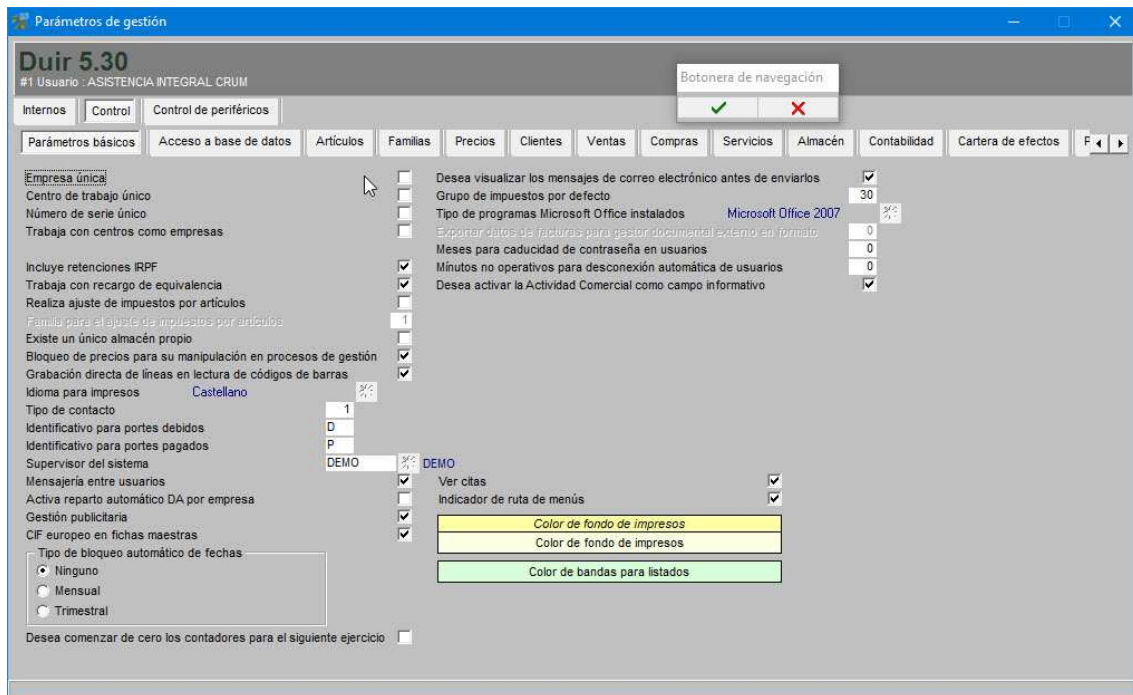 Parámetros de gestión
Duir 5.30
#1 Usuario : ASISTENCIA INTEGRAL CRUM
Botonera de navegación
Internos Control Control de periféricos
Parámetros básicos Acceso a base de datos Artículos Familias Precios Clientes Ventas Compras Servicios Almacén Contabilidad Cartera de efectos
Empresa única
Centro de trabajo único
Número de serie único
Trabaja con centros como empresas
Incluye retenciones IRPF
Trabaja con recargo de equivalencia
Realiza ajuste de impuestos por artículos
Familia para el ajuste de impuestos por artículos 1
Existe un único almacén propio
Bloqueo de precios para su manipulación en procesos de gestión
Grabación directa de líneas en lectura de códigos de barras
Idioma para impresos Castellano
Tipo de contacto 1
Identificativo para portes debidos D
Identificativo para portes pagados P
Supervisor del sistema DEMO DEMO
Mensajería entre usuarios
Activa reparto automático DA por empresa
Gestión publicitaria
CIF europeo en fichas maestras
Tipo de bloqueo automático de fechas
Ninguno
Mensual
Trimestral
Desea comenzar de cero los contadores para el siguiente ejercicio
Desea visualizar los mensajes de correo electrónico antes de enviarlos
Grupo de impuestos por defecto 30
Tipo de programas Microsoft Office instalados Microsoft Office 2007
Exportar datos de facturas para gestor documental externo en formato 0
Meses para caducidad de contraseña en usuarios 0
Mínutos no operativos para desconexión automática de usuarios 0
Desea activar la Actividad Comercial como campo informativo
Ver citas
Indicador de ruta de menús
Color de fondo de impresos
Color de fondo de impresos
Color de bandas para listados